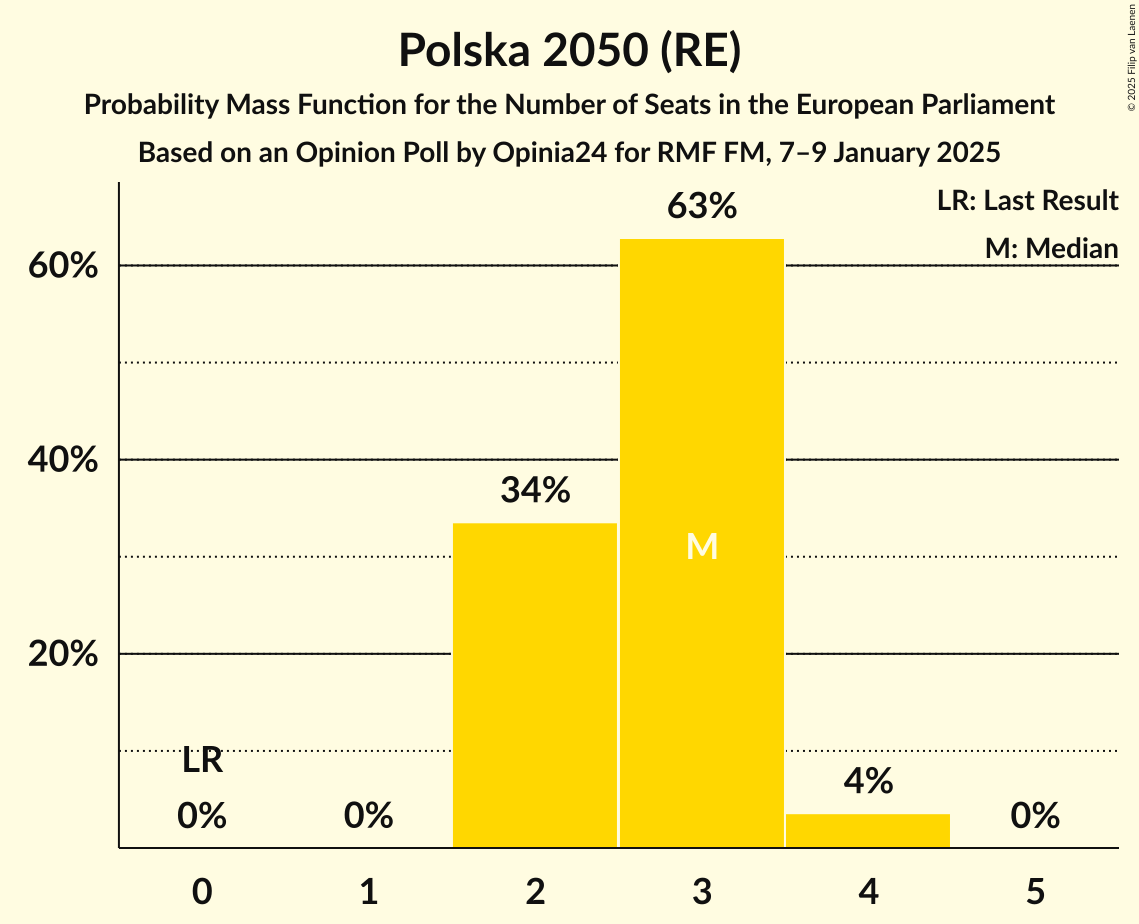 Polska 2050 (RE)
Probability Mass Function for the Number of Seats in the European Parliament
Based on an Opinion Poll by Opinia24 for RMF FM, 7–9 January 2025
© 2025 Filip van Laenen
LR: Last Result
M: Median
63%
60%
40%
34%
M
20%
LR
4%
0%
0%
0%
0
1
2
3
4
5